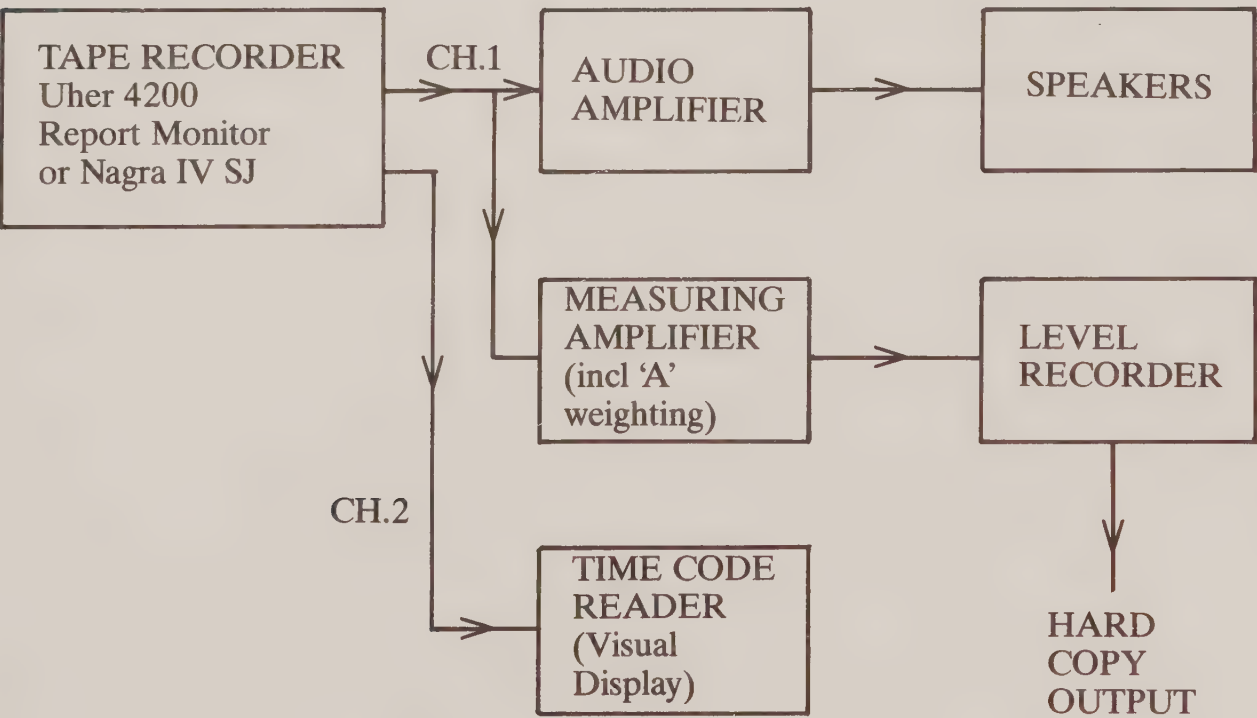 TAPE RECORDER
Uher 4200
Report Monitor
or Nagra IV SJ
CH.1
AUDIO
AMPLIFIER
SPEAKERS
MEASURING
AMPLIFIER
(incl ‘A’
weighting)
LEVEL
RECORDER
CH.2
TIME CODE
READER
(Visual
Display)
HARD
COPY
OUTPUT